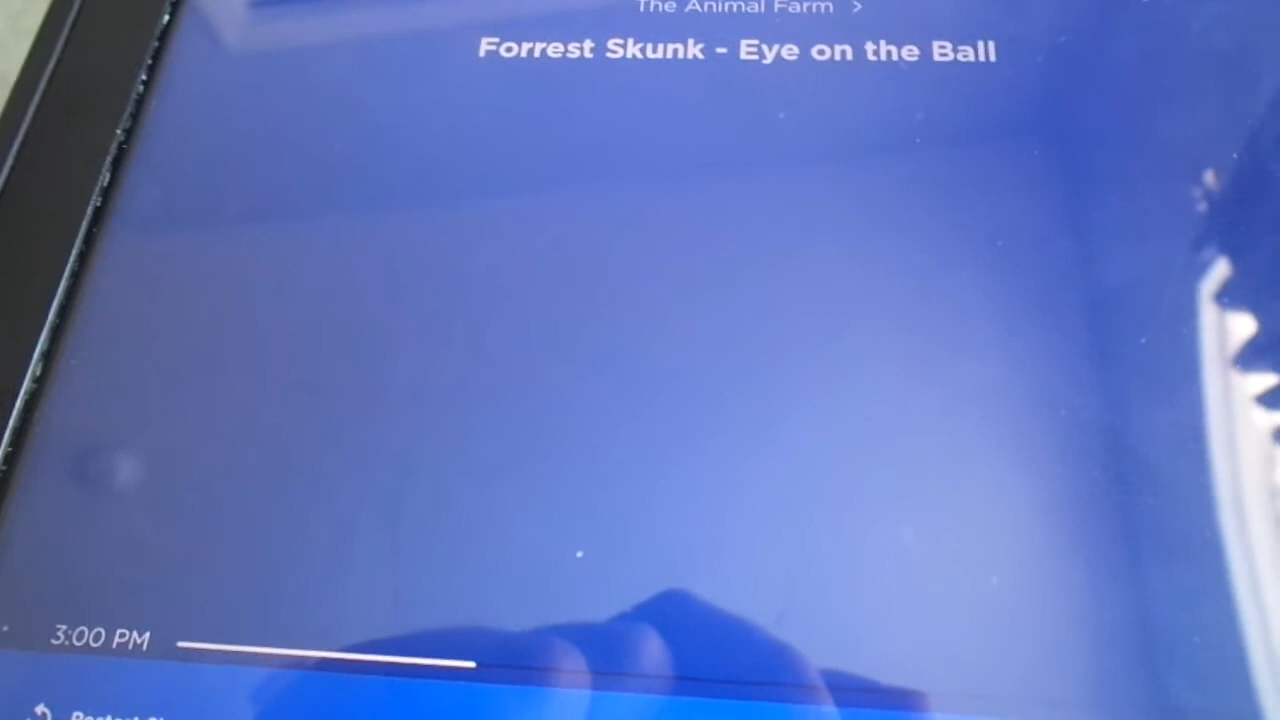 The Animal Farm >
Forrest Skunk - Eye on the Ball
3:00 PM